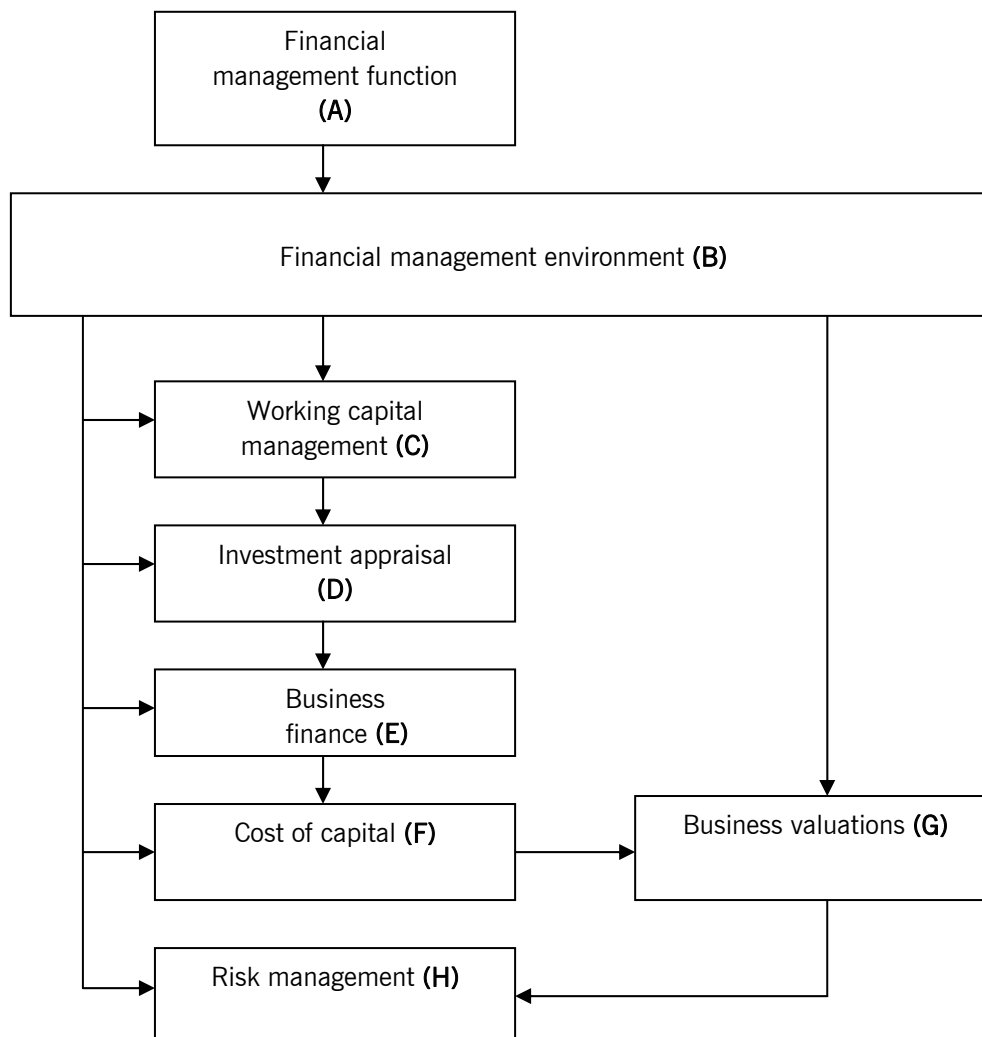 Financial
management function
(A)
Financial management environment (B)
Working capital
management (C)
Investment appraisal
(D)
Business
finance (E)
Cost of capital (F)
Business valuations (G)
Risk management (H)